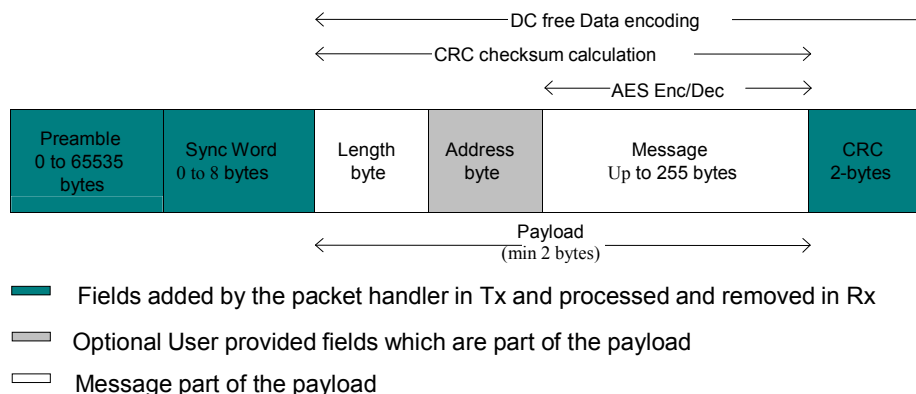 DC free Data encoding
CRC checksum calculation
AES Enc/Dec
Preamble
0 to 65535
bytes
Sync Word
0 to 8 bytes
Length
byte
Address
byte
Message
Up to 255 bytes
CRC
2-bytes
Payload
(min 2 bytes)
Fields added by the packet handler in Tx and processed and removed in Rx
Optional User provided fields which are part of the payload
Message part of the payload